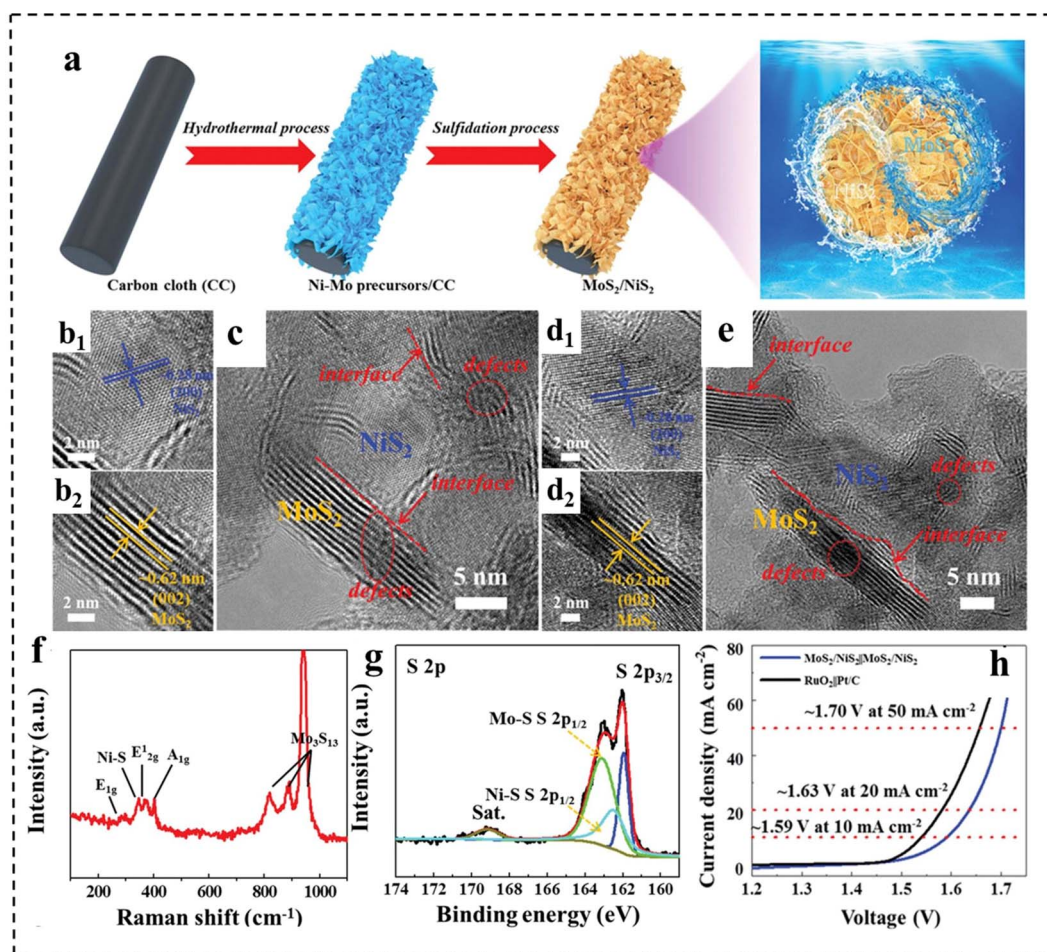 a
Hydrothermal process
Sulfidation process
MoS₂
NiS₂
Carbon cloth (CC)
Ni-Mo precursors/CC
MoS₂/NiS₂
b₁
~0.28 nm
(200)
NiS₂
2 nm
b₂
~0.62 nm
(002)
MoS₂
2 nm
c
interface
defects
NiS₂
MoS₂
interface
defects
5 nm
d₁
~0.28 nm
(200)
NiS₂
2 nm
d₂
~0.62 nm
(002)
MoS₂
2 nm
e
interface
NiS₂
defects
MoS₂
interface
defects
5 nm
f
Intensity (a.u.)
Ni-S
E¹₂g
A₁g
E₁g
Mo₃S₁₃
200 400 600 800 1000
Raman shift (cm⁻¹)
g
S 2p
S 2p₃/₂
Intensity (a.u.)
Mo-S S 2p₁/₂
Ni-S S 2p₁/₂
Sat.
174 172 170 168 166 164 162 160
Binding energy (eV)
h
Current density (mA cm⁻²)
80
60
40
20
0
MoS₂/NiS₂||MoS₂/NiS₂
RuO₂||Pt/C
~1.70 V at 50 mA cm⁻²
~1.63 V at 20 mA cm⁻²
~1.59 V at 10 mA cm⁻²
1.2 1.3 1.4 1.5 1.6 1.7
Voltage (V)